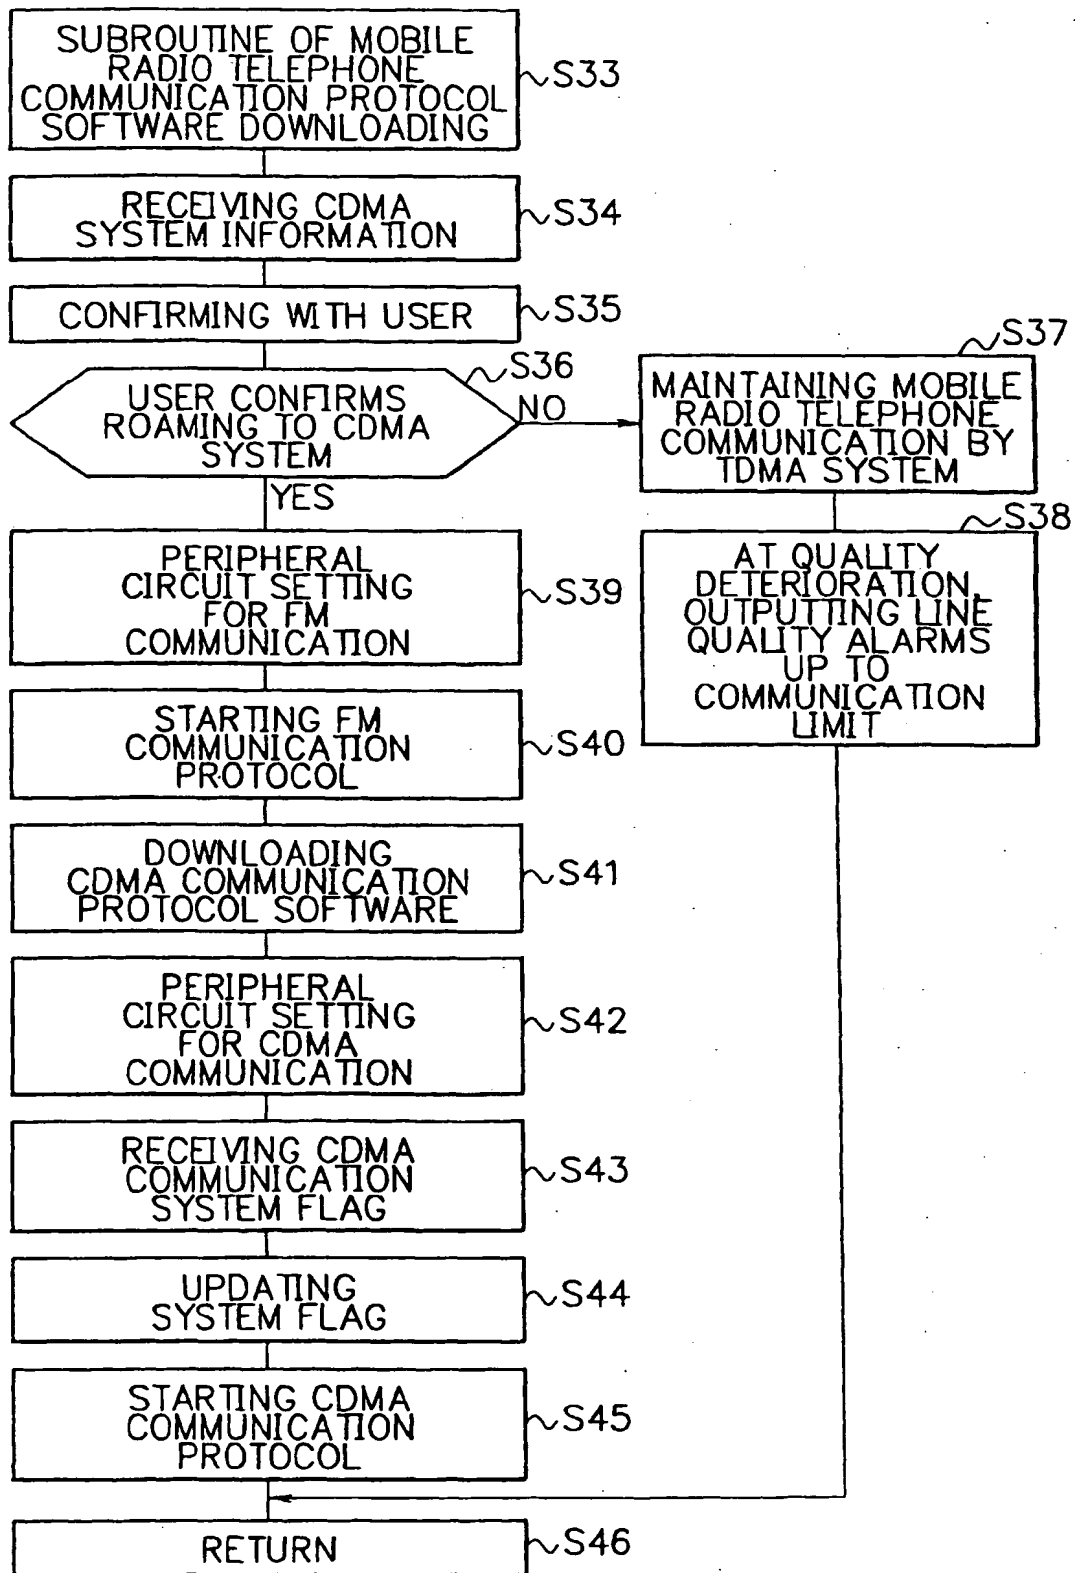 SUBROUTINE OF MOBILE
RADIO TELEPHONE
COMMUNICATION PROTOCOL
SOFTWARE DOWNLOADING
S33
RECEIVING CDMA
SYSTEM INFORMATION
S34
CONFIRMING WITH USER
S35
USER CONFIRMS
ROAMING TO CDMA
SYSTEM
S36
NO
YES
MAINTAINING MOBILE
RADIO TELEPHONE
COMMUNICATION BY
TDMA SYSTEM
S37
AT QUALITY
DETERIORATION,
OUTPUTTING LINE
QUALITY ALARMS
UP TO
COMMUNICATION
LIMIT
S38
PERIPHERAL
CIRCUIT SETTING
FOR FM
COMMUNICATION
S39
STARTING FM
COMMUNICATION
PROTOCOL
S40
DOWNLOADING
CDMA COMMUNICATION
PROTOCOL SOFTWARE
S41
PERIPHERAL
CIRCUIT SETTING
FOR CDMA
COMMUNICATION
S42
RECEIVING CDMA
COMMUNICATION
SYSTEM FLAG
S43
UPDATING
SYSTEM FLAG
S44
STARTING CDMA
COMMUNICATION
PROTOCOL
S45
RETURN
S46